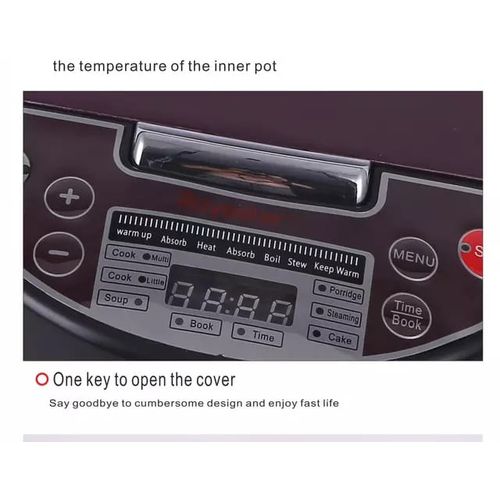 the temperature of the inner pot
warm up Absorb Heat Absorb Boil Stew Keep Warm
Cook Multi
Cook Little
Soup
Book
Time
Porridge
Steaming
Cake
MENU
Time
Book
One key to open the cover
Say goodbye to cumbersome design and enjoy fast life